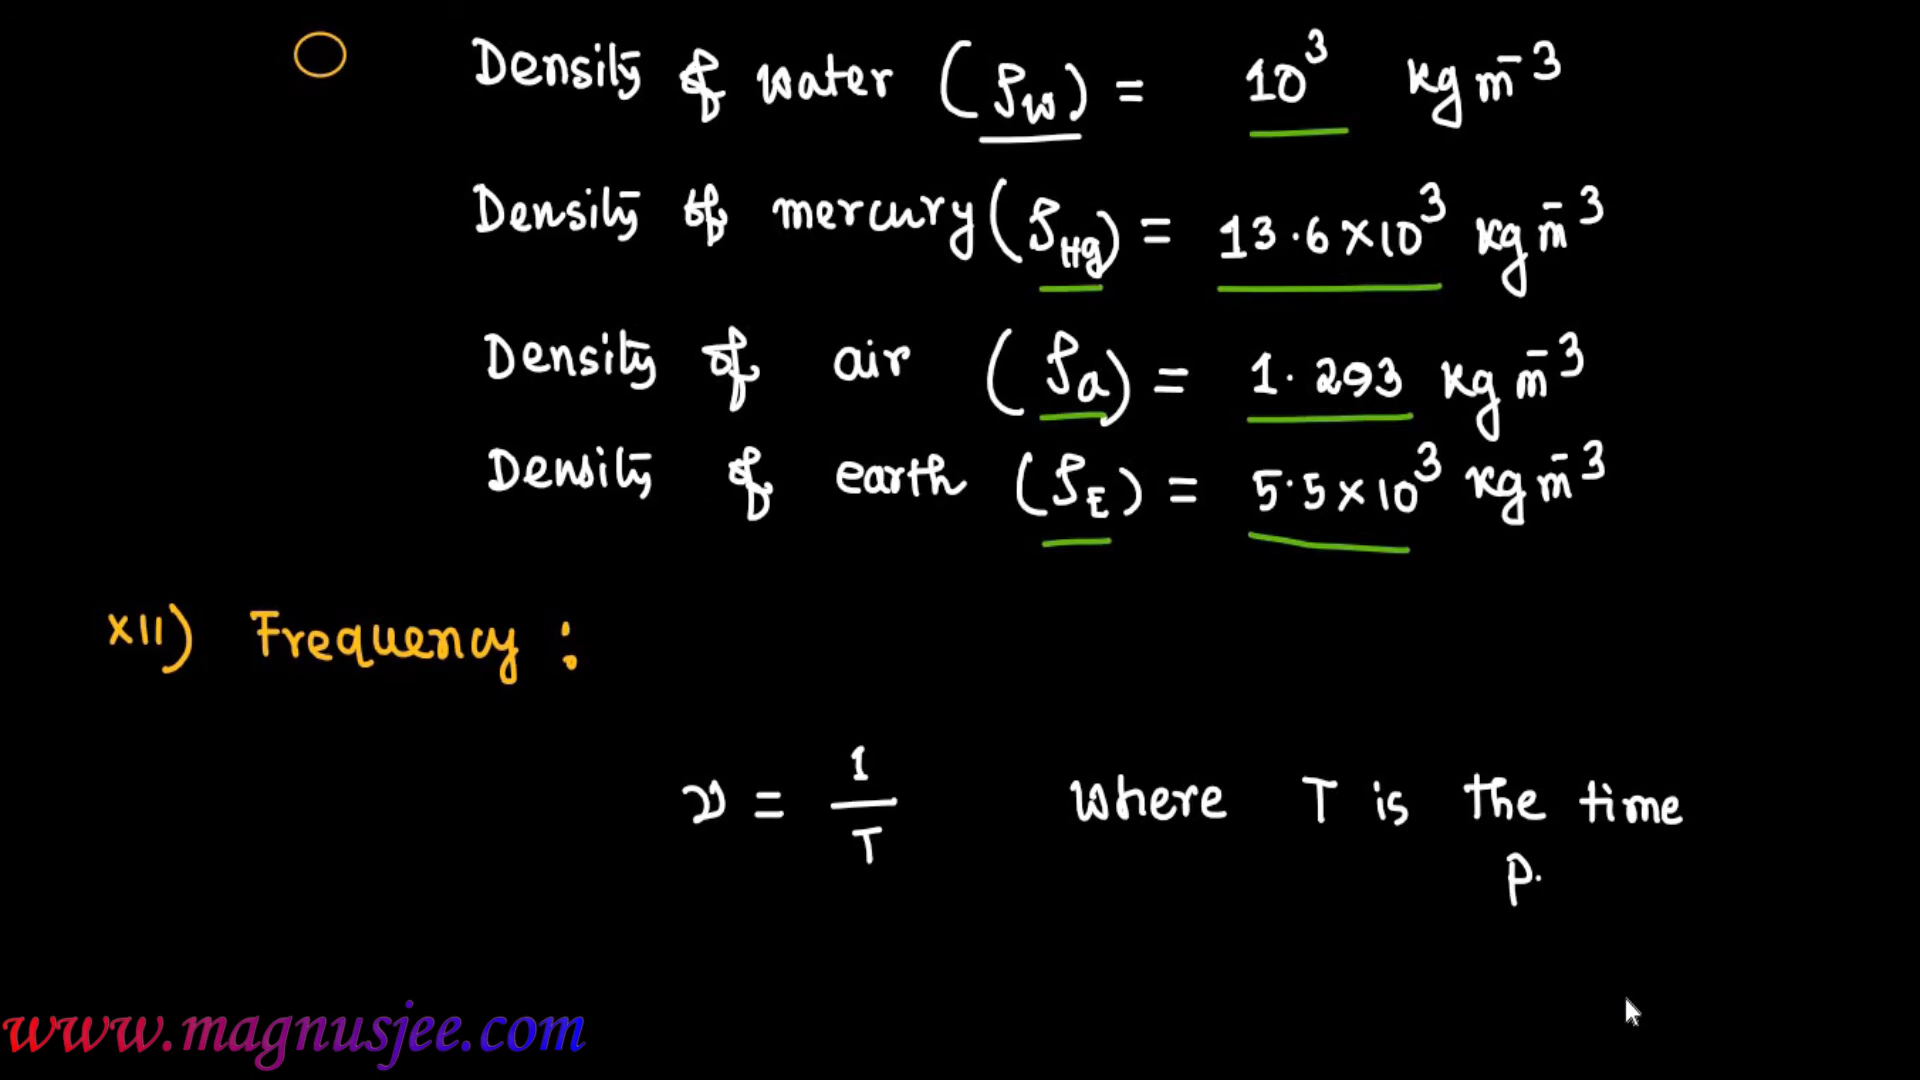 Density of water (ρw) = 10³ kg m⁻³
Density of mercury (ρHg) = 13.6×10³ kg m⁻³
Density of air (ρa) = 1.293 kg m⁻³
Density of earth (ρE) = 5.5×10³ kg m⁻³
XII) Frequency :
ν = 1/T where T is the time
P.
www.magnusjee.com